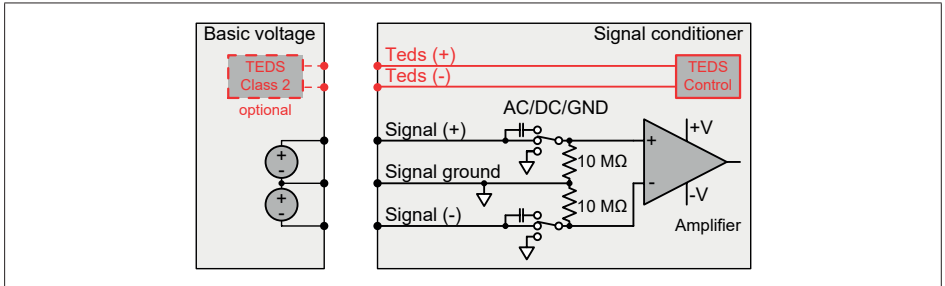 Basic voltage
TEDS
Class 2
optional
+
-
+
-
Signal conditioner
Teds (+)
Teds (-)
TEDS
Control
AC/DC/GND
Signal (+)
Signal ground
Signal (-)
10 MΩ
10 MΩ
+
-
+V
-V
Amplifier